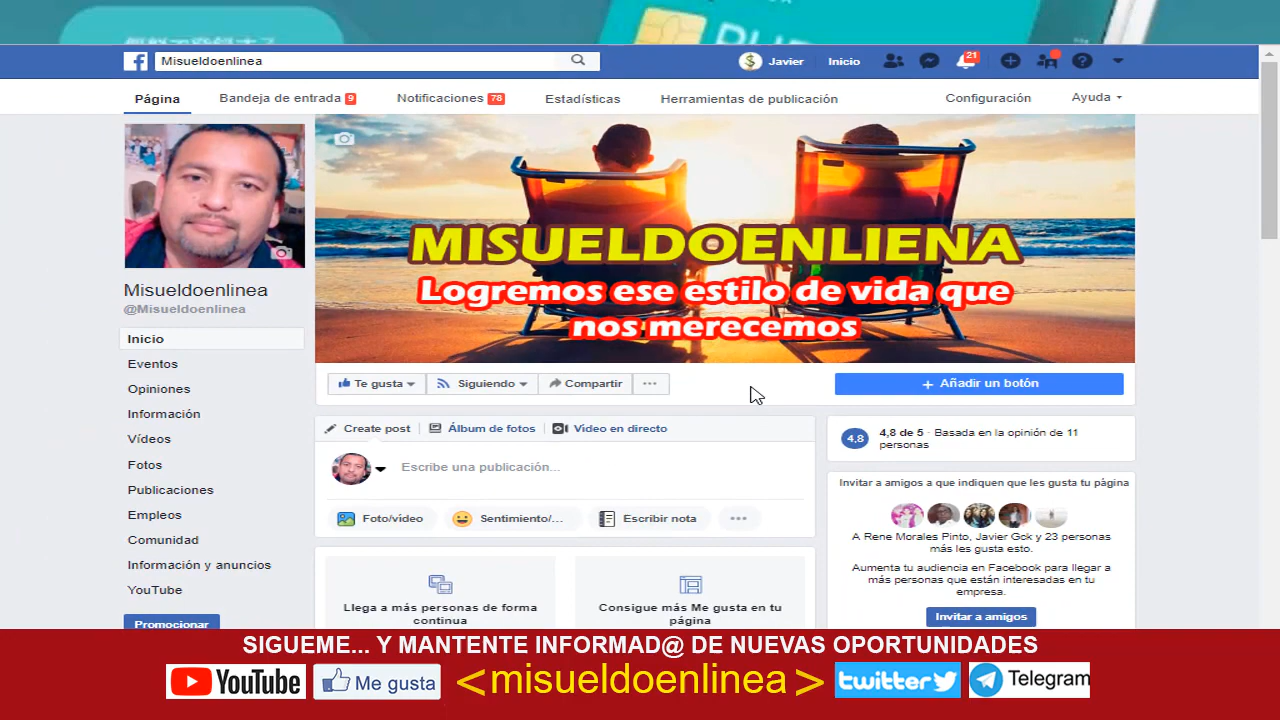 Misueldoenlinea
Javier
Inicio
21
Página
Bandeja de entrada 9
Notificaciones 78
Estadísticas
Herramientas de publicación
Configuración
Ayuda
MISUELDOENLIENA
Logremos ese estilo de vida que
nos merecemos
Misueldoenlinea
@Misueldoenlinea
Inicio
Eventos
Opiniones
Información
Vídeos
Fotos
Publicaciones
Empleos
Comunidad
Información y anuncios
YouTube
Promocionar
Te gusta
Siguiendo
Compartir
+ Añadir un botón
Create post
Álbum de fotos
Vídeo en directo
Escribe una publicación...
Foto/vídeo
Sentimiento/...
Escribir nota
Llega a más personas de forma
continua
Consigue más Me gusta en tu
página
4,8
4,8 de 5 · Basada en la opinión de 11
personas
Invitar a amigos a que indiquen que les gusta tu página
A Rene Morales Pinto, Javier Gck y 23 personas
más les gusta esto.
Aumenta tu audiencia en Facebook para llegar a
más personas que están interesadas en tu
empresa.
Invitar a amigos
SIGUEME... Y MANTENTE INFORMAD@ DE NUEVAS OPORTUNIDADES
YouTube
Me gusta
<misueldoenlinea>
twitter
Telegram